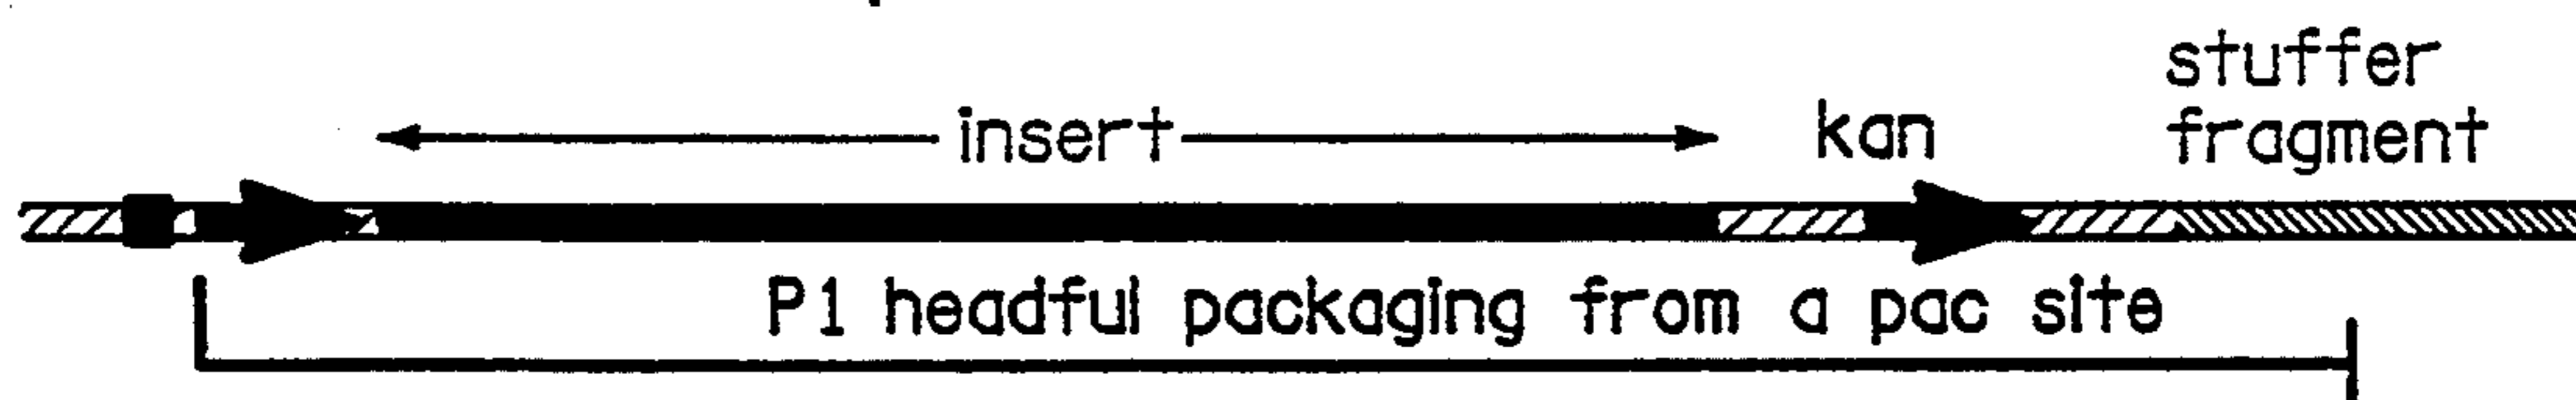 stuffer
fragment
insert
kan
P1 headful packaging from a pac site